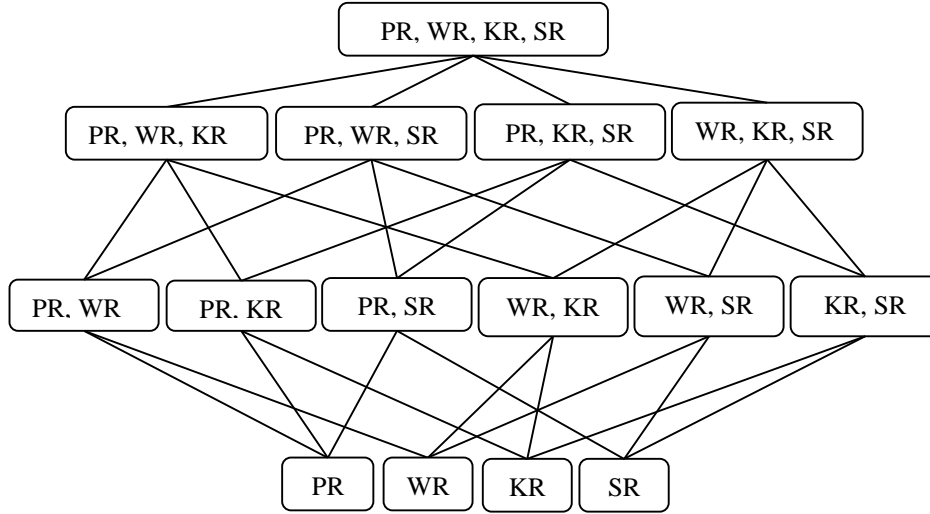 PR, WR, KR, SR
PR, WR, KR
PR, WR, SR
PR, KR, SR
WR, KR, SR
PR, WR
PR, KR
PR, SR
WR, KR
WR, SR
KR, SR
PR
WR
KR
SR